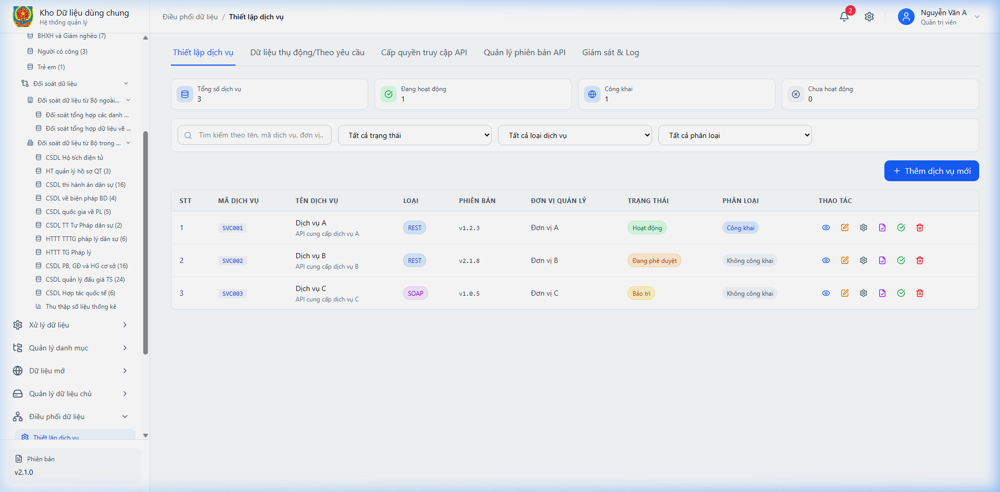 Kho Dữ liệu dùng chung
Hệ thống quản lý
BHXH và Giảm nghèo (7)
Người có công (3)
Trẻ em (1)
Đối soát dữ liệu
Đối soát dữ liệu từ Bộ ngoài...
Đối soát tổng hợp các danh ...
Đối soát tổng hợp dữ liệu về ...
Đối soát dữ liệu từ Bộ trong ...
CSDL Hộ tịch điện tử
HT quản lý hồ sơ QT (3)
CSDL thi hành án dân sự (16)
CSDL về biện pháp BD (4)
CSDL quốc gia về PL (5)
CSDL TT Tư Pháp dân sự (2)
HTTT TTTG pháp lý dân sự (6)
HTTT TG Pháp lý
CSDL PB, GĐ và HG cơ sở (16)
CSDL quản lý đấu giá TS (24)
CSDL Hợp tác quốc tế (6)
Thu thập số liệu thống kê
Xử lý dữ liệu
Quản lý danh mục
Dữ liệu mở
Quản lý dữ liệu chủ
Điều phối dữ liệu
Thiết lập dịch vụ
Phiên bản
v2.1.0
Điều phối dữ liệu / Thiết lập dịch vụ
2
Nguyễn Văn A
Quản trị viên
Thiết lập dịch vụ Dữ liệu thụ động/Theo yêu cầu Cấp quyền truy cập API Quản lý phiên bản API Giám sát & Log
Tổng số dịch vụ
3
Đang hoạt động
1
Công khai
1
Chưa hoạt động
0
Tìm kiếm theo tên, mã dịch vụ, đơn vị.. Tất cả trạng thái Tất cả loại dịch vụ Tất cả phân loại
Thêm dịch vụ mới
STT MÃ DỊCH VỤ TÊN DỊCH VỤ LOẠI PHIÊN BẢN ĐƠN VỊ QUẢN LÝ TRẠNG THÁI PHÂN LOẠI THAO TÁC
1 SVC001 Dịch vụ A REST v1.2.3 Đơn vị A Hoạt động Công khai
API cung cấp dịch vụ A
2 SVC002 Dịch vụ B REST v2.1.8 Đơn vị B Đang phê duyệt Không công khai
API cung cấp dịch vụ B
3 SVC003 Dịch vụ C SOAP v1.0.5 Đơn vị C Bảo trì Không công khai
API cung cấp dịch vụ C